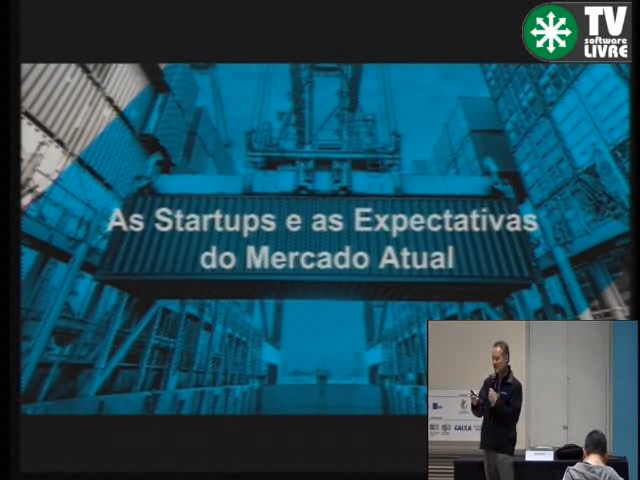 TV
software
LIVRE
As Startups e as Expectativas
do Mercado Atual
CAIXA